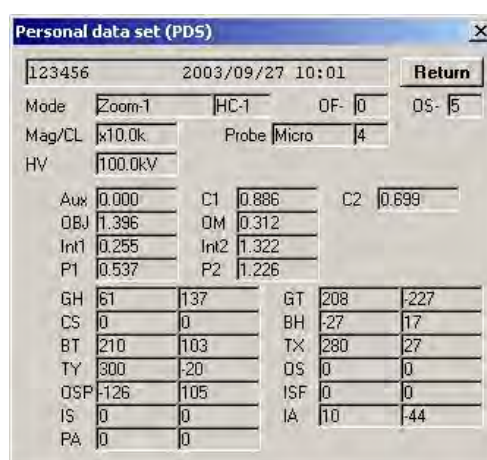 Personal data set (PDS)
123456 2003/09/27 10:01 Return
Mode Zoom-1 HC-1 OF- 0 OS- 5
Mag/CL x10.0k Probe Micro 4
HV 100.0kV
Aux 0.000 C1 0.886 C2 0.699
OBJ 1.396 OM 0.312
Int1 0.255 Int2 1.322
P1 0.537 P2 1.226
GH 61 137 GT 208 -227
CS 0 0 BH -27 17
BT 210 103 TX 280 27
TY 300 -20 OS 0 0
OSP -126 105 ISF 0 0
IS 0 0 IA 10 -44
PA 0 0